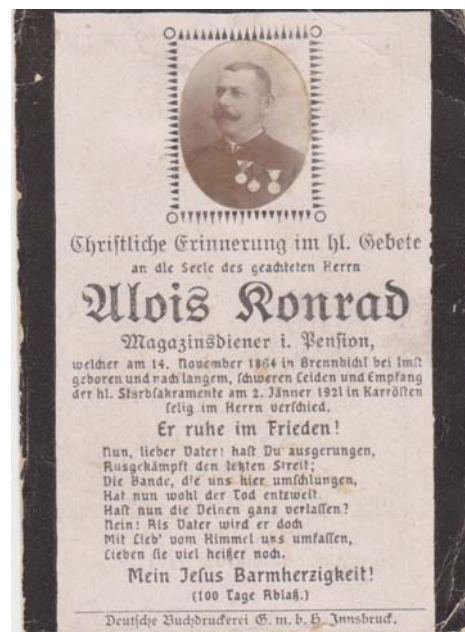 Christliche Erinnerung im hl. Gebete
an die Seele des geachteten Herrn
Alois Konrad
Magazinsdiener i. Pension,
welcher am 14. November 1864 in Brennbichl bei Imst
geboren und nach langem, schweren Leiden und Empfang
der hl. Sterbsakramente am 2. Jänner 1921 in Karrösten
selig im Herrn verschied.
Er ruhe im Frieden!
Nun, lieber Vater! hast Du ausgerungen,
Ausgekämpft den letzten Streit;
Die Bande, die uns hier umschlungen,
Hat nun wohl der Tod entzweit.
Hast nun die Deinen ganz verlassen?
Nein! Als Vater wird er doch
Mit Lieb' vom Himmel uns umfassen,
Lieben sie viel heißer noch.
Mein Jesus Barmherzigkeit!
(100 Tage Ablaß.)
Deutsche Buchdruckerei G. m. b. H. Innsbruck.